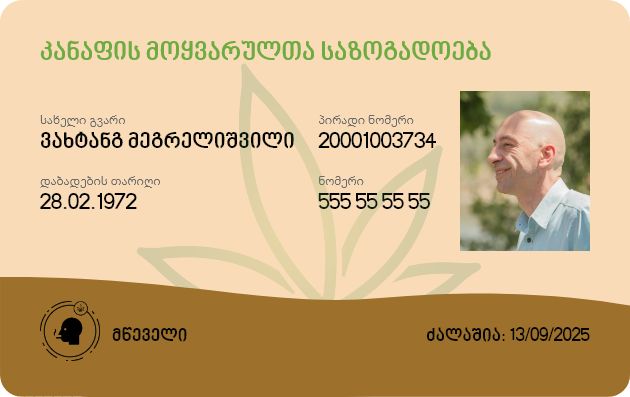 კანაფის მოყვარულთა საზოგადოება
სახელი გვარი
ვახტანგ მეგრელიშვილი
პირადი ნომერი
20001003734
დაბადების თარიღი
28.02.1972
ნომერი
555 55 55 55
მწეველი
ძალაშია: 13/09/2025